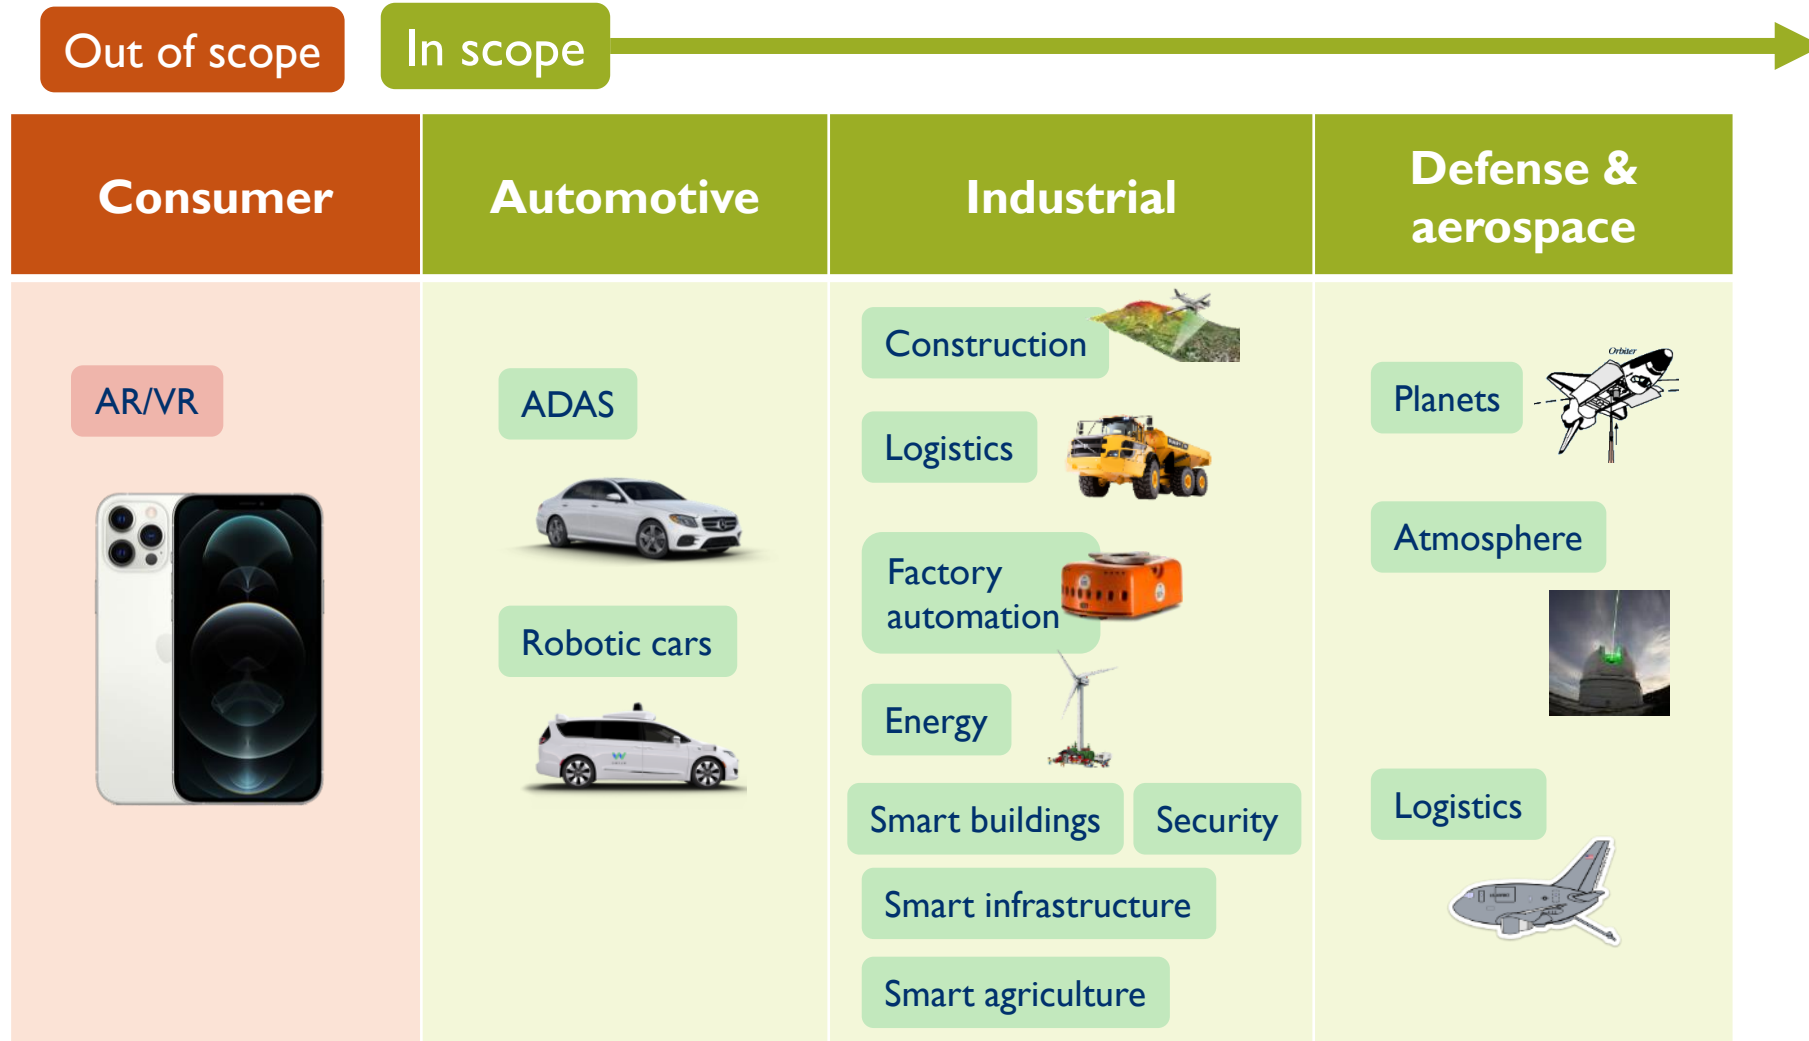 Out of scope
In scope
Consumer
Automotive
Industrial
Defense &
aerospace
AR/VR
ADAS
Robotic cars
Construction
Logistics
Factory
automation
Energy
Smart buildings
Security
Smart infrastructure
Smart agriculture
Planets
Orbiter
Atmosphere
Logistics